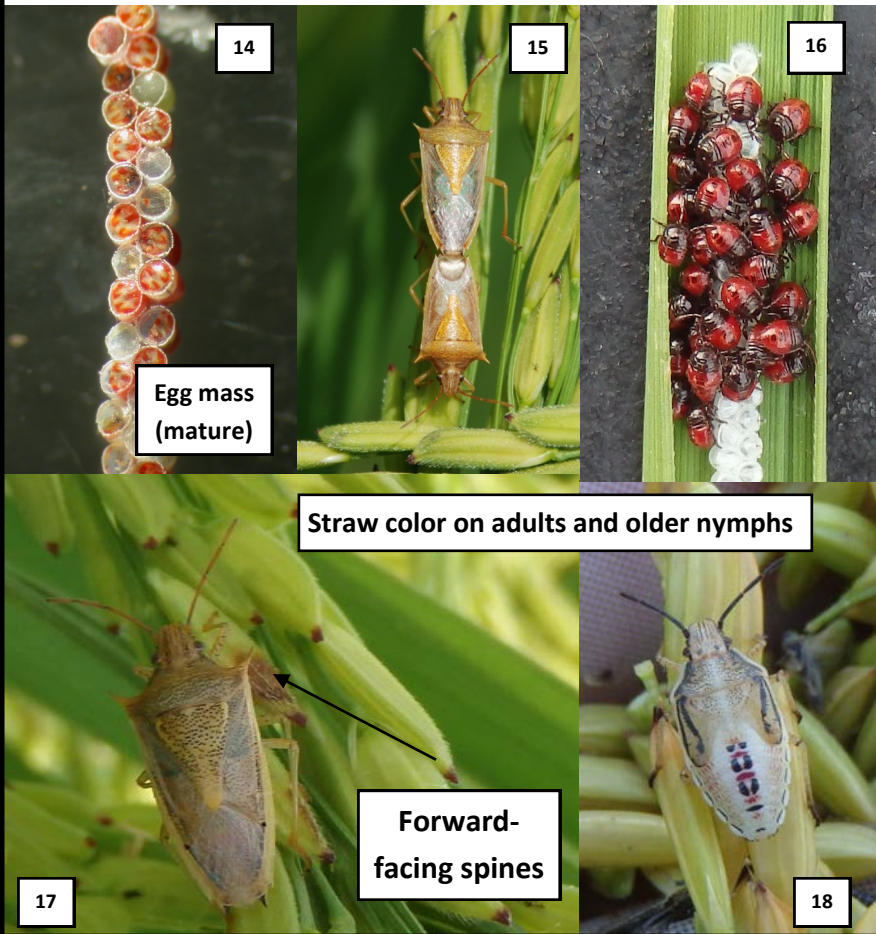 14
15
16
Egg mass
(mature)
Straw color on adults and older nymphs
Forward-
facing spines
17
18